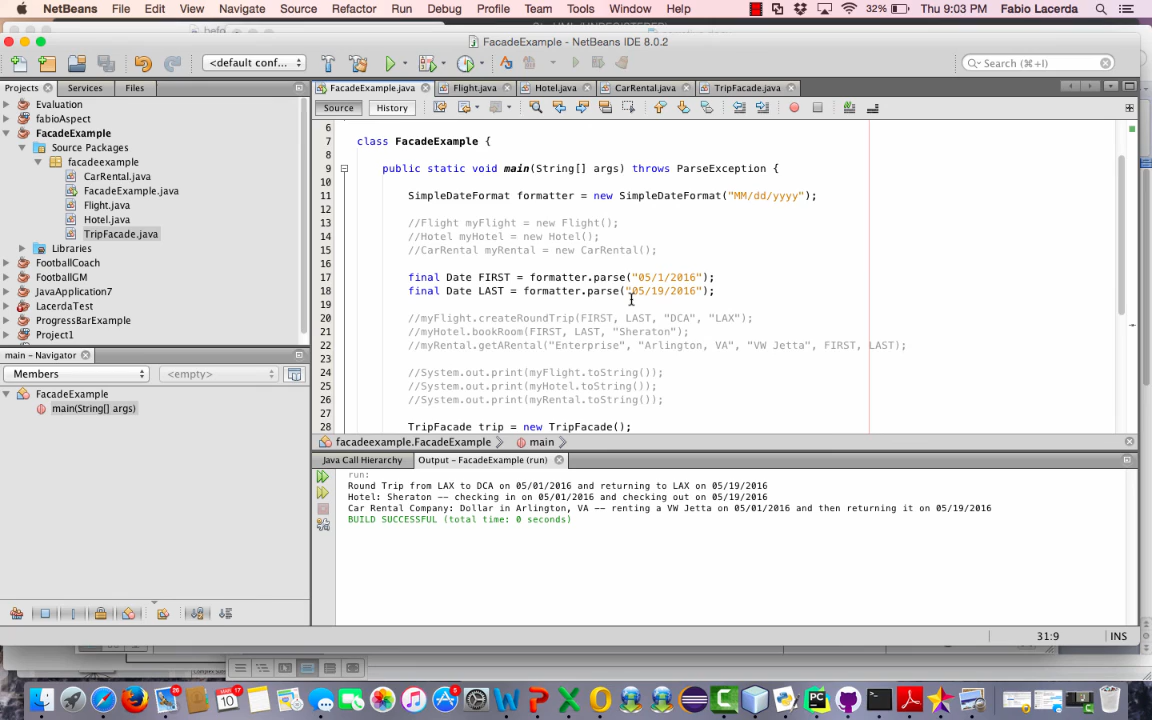 NetBeans File Edit View Navigate Source Refactor Run Debug Profile Team Tools Window Help 32% Thu 9:03 PM Fabio Lacerda
FacadeExample - NetBeans IDE 8.0.2
<default conf... Search (⌘+I)
Projects Services Files
FacadeExample.java Flight.java Hotel.java CarRental.java TripFacade.java
Source History
Evaluation
fabioAspect
FacadeExample
Source Packages
facadeexample
CarRental.java
FacadeExample.java
Flight.java
Hotel.java
TripFacade.java
Libraries
FootballCoach
FootballGM
JavaApplication7
LacerdaTest
ProgressBarExample
Project1
main - Navigator
Members <empty>
FacadeExample
main(String[] args)
6
7 class FacadeExample {
8
9 public static void main(String[] args) throws ParseException {
10
11 SimpleDateFormat formatter = new SimpleDateFormat("MM/dd/yyyy");
12
13 //Flight myFlight = new Flight();
14 //Hotel myHotel = new Hotel();
15 //CarRental myRental = new CarRental();
16
17 final Date FIRST = formatter.parse("05/1/2016");
18 final Date LAST = formatter.parse("05/19/2016");
19
20 //myFlight.createRoundTrip(FIRST, LAST, "DCA", "LAX");
21 //myHotel.bookRoom(FIRST, LAST, "Sheraton");
22 //myRental.getARental("Enterprise", "Arlington, VA", "VW Jetta", FIRST, LAST);
23
24 //System.out.print(myFlight.toString());
25 //System.out.print(myHotel.toString());
26 //System.out.print(myRental.toString());
27
28 TripFacade trip = new TripFacade();
facadeexample.FacadeExample main
Java Call Hierarchy Output - FacadeExample (run)
run:
Round Trip from LAX to DCA on 05/01/2016 and returning to LAX on 05/19/2016
Hotel: Sheraton -- checking in on 05/01/2016 and checking out on 05/19/2016
Car Rental Company: Dollar in Arlington, VA -- renting a VW Jetta on 05/01/2016 and then returning it on 05/19/2016
BUILD SUCCESSFUL (total time: 0 seconds)
31:9 INS